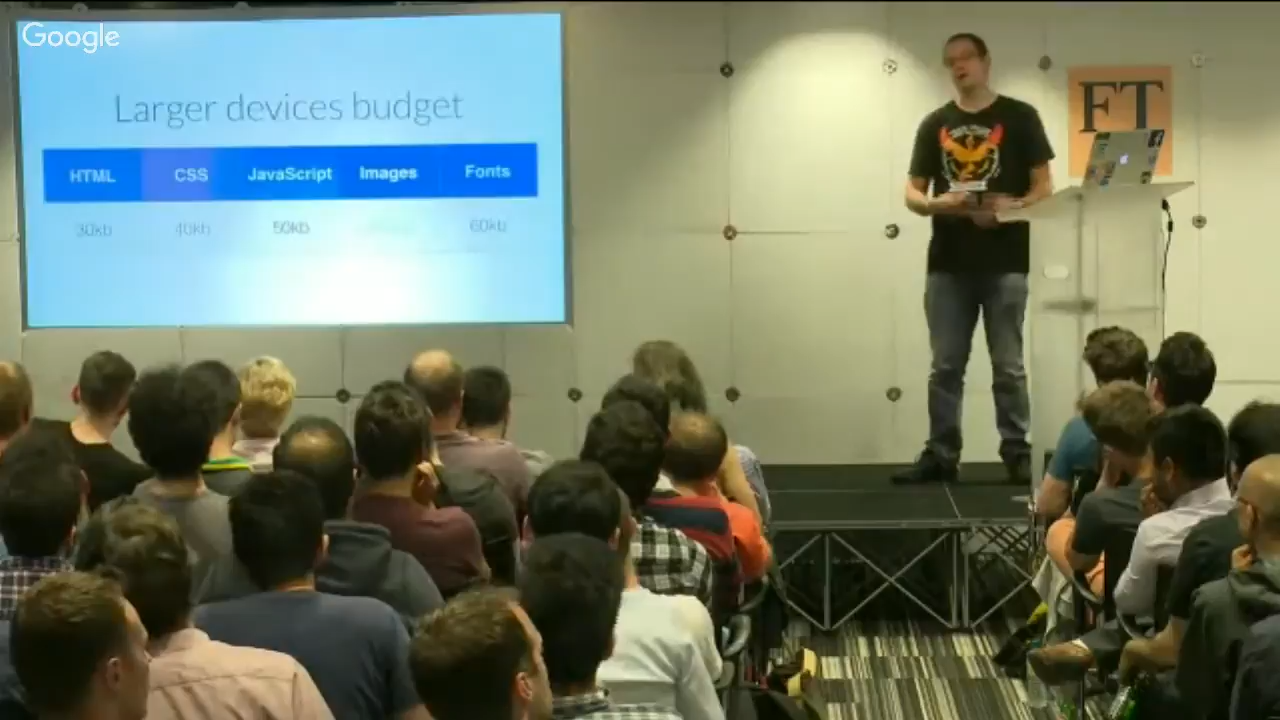 Google
Larger devices budget
HTML CSS JavaScript Images Fonts
30kb 40kb 50kb 60kb
FT